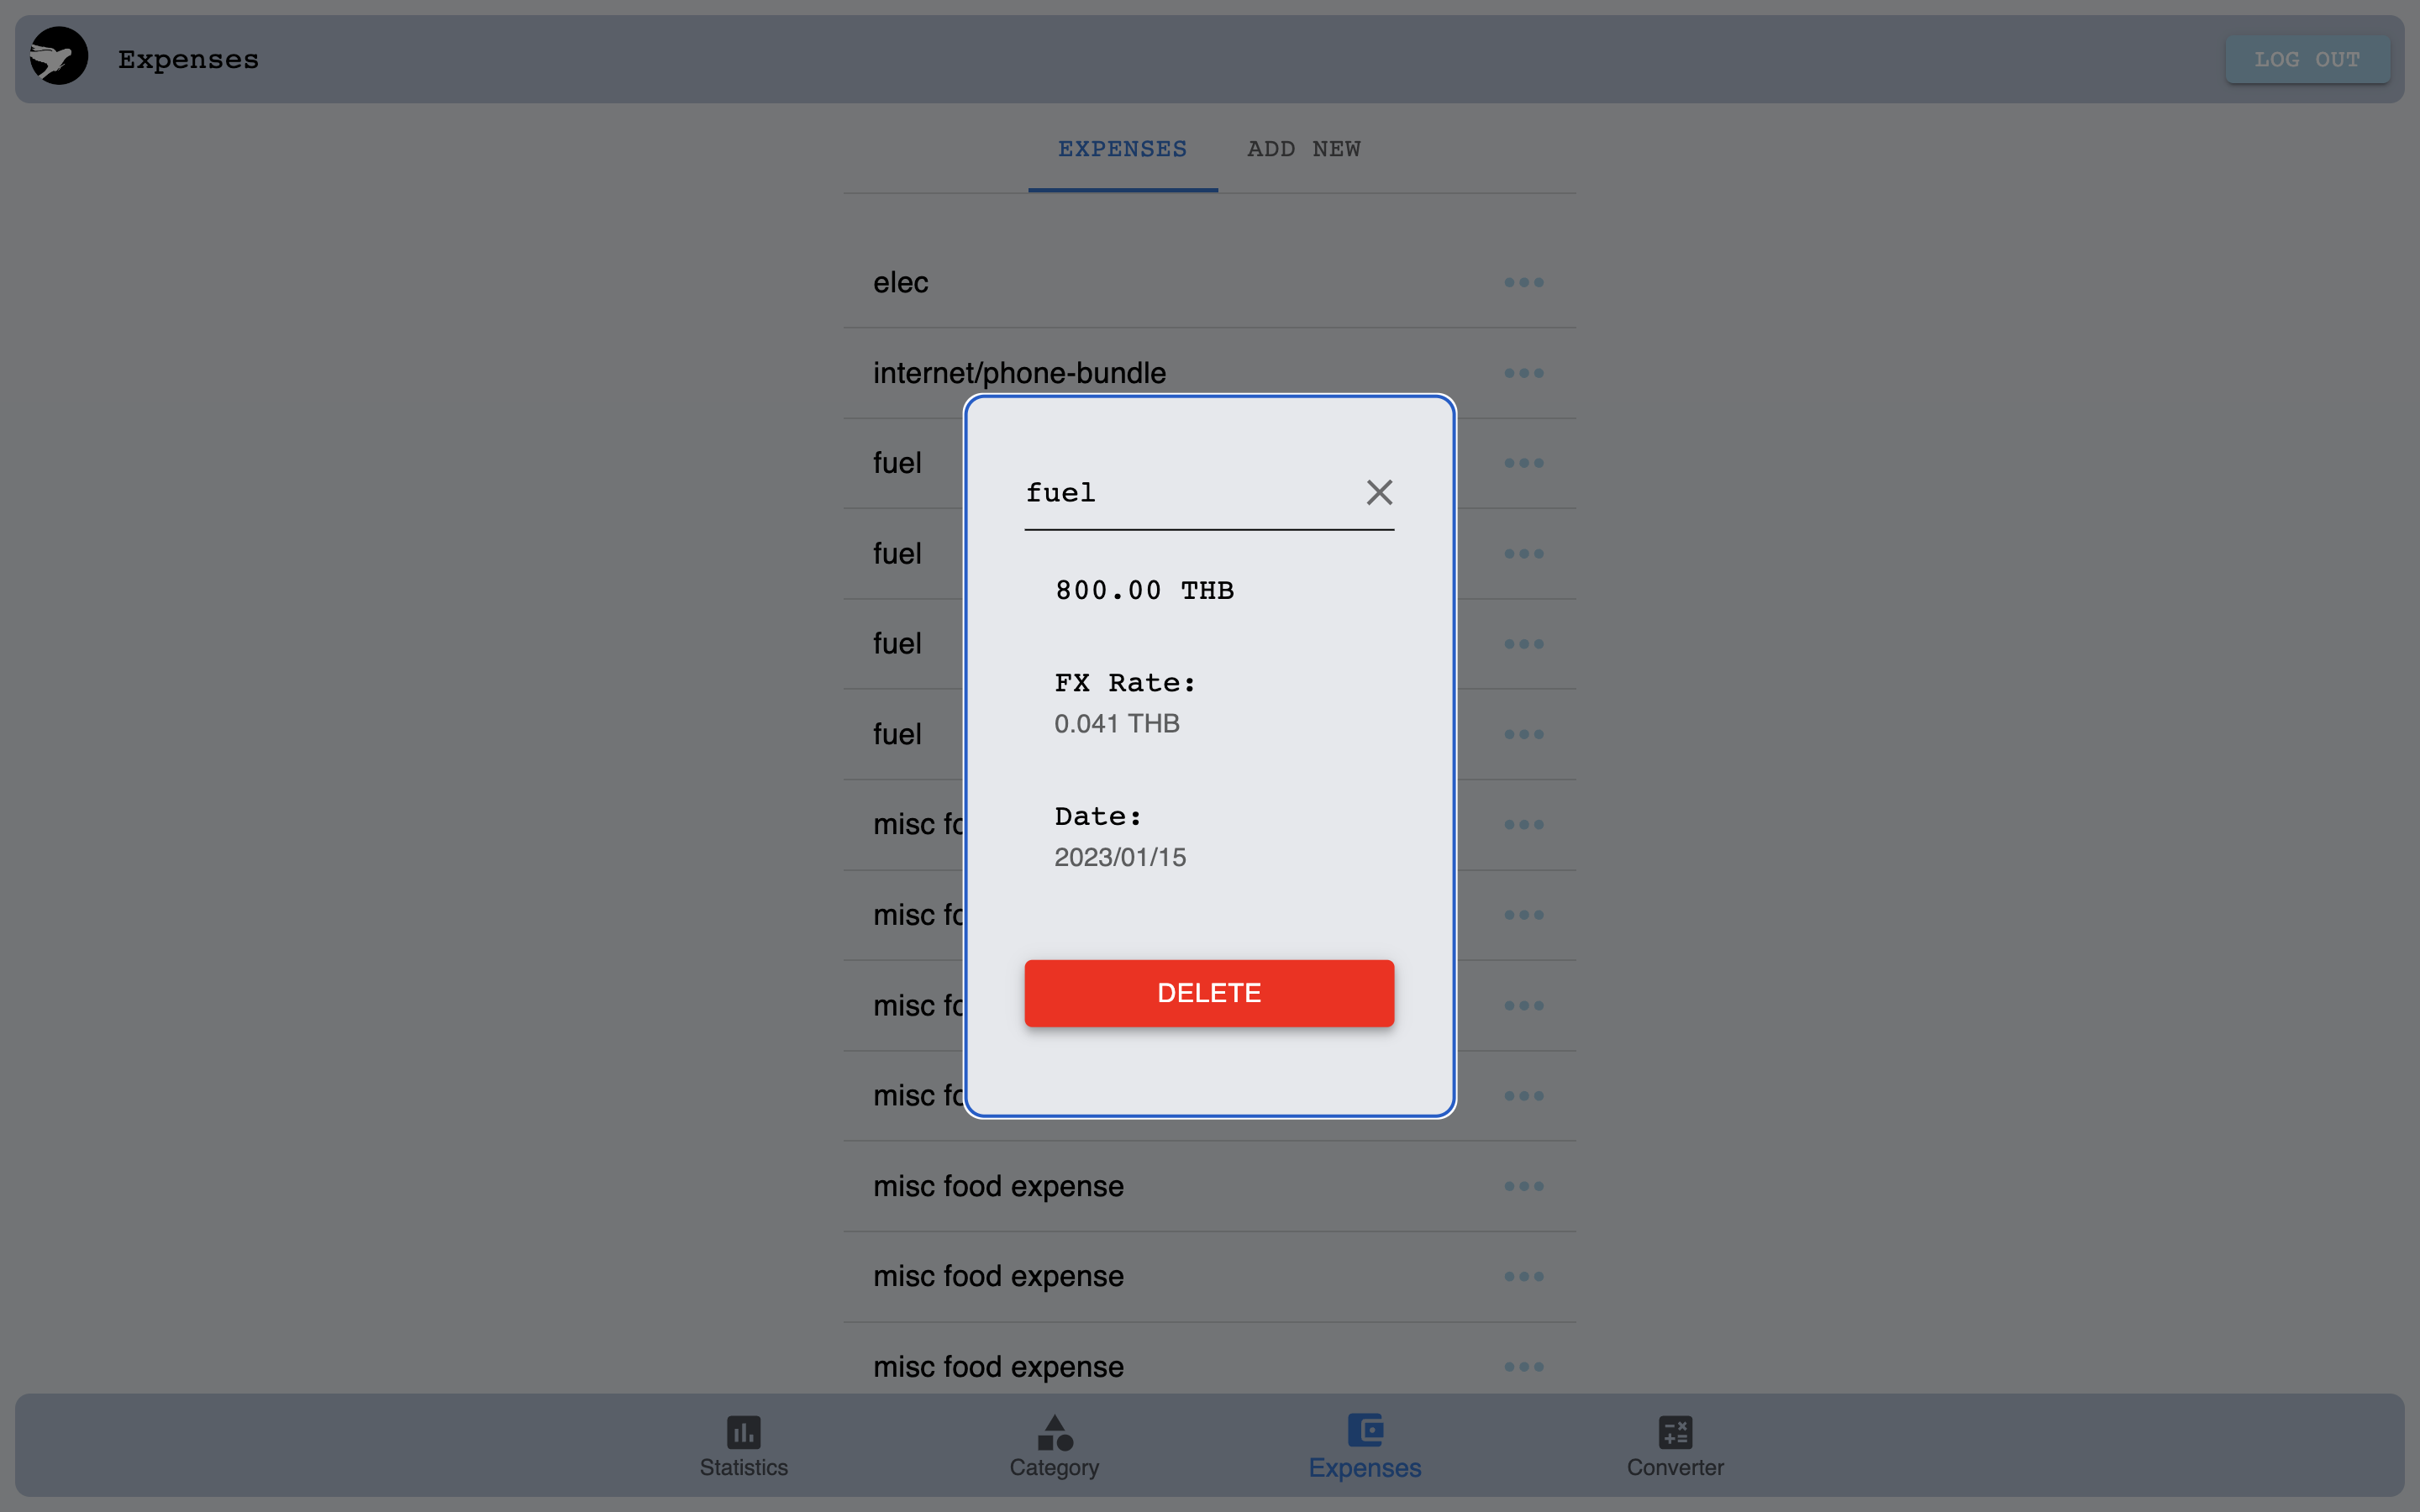 Expenses
LOG OUT
EXPENSES
ADD NEW
elec
internet/phone-bundle
fuel
fuel
fuel
fuel
misc fo
misc fo
misc fo
misc fo
misc food expense
misc food expense
misc food expense
fuel
800.00 THB
FX Rate:
0.041 THB
Date:
2023/01/15
DELETE
Statistics
Category
Expenses
Converter